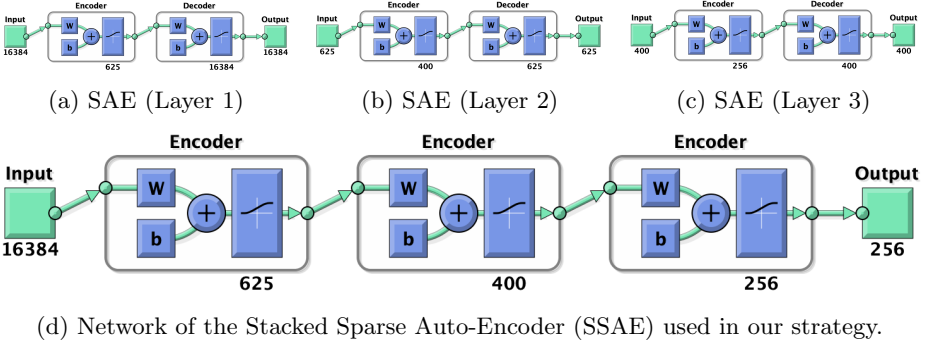 Input Encoder Decoder Output
W b + W b +
16384 625 16384 16384
Input Encoder Decoder Output
W b + W b +
625 400 625 625
Input Encoder Decoder Output
W b + W b +
400 256 400 400
(a) SAE (Layer 1)
(b) SAE (Layer 2)
(c) SAE (Layer 3)
Input Encoder Encoder Encoder Output
W W W
+ + +
b b b
16384 625 400 256 256
(d) Network of the Stacked Sparse Auto-Encoder (SSAE) used in our strategy.